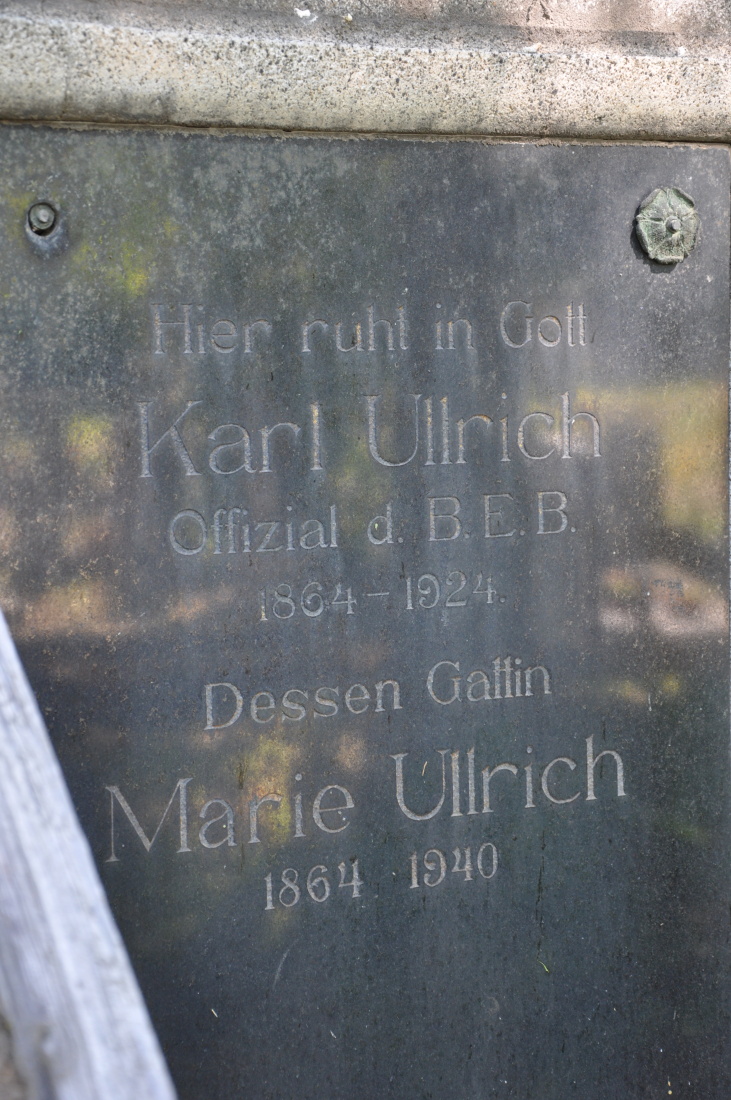 Hier ruht in Gott
Karl Ullrich
Offizial d. B.E.B.
1864 – 1924.
Dessen Gattin
Marie Ullrich
1864 1940